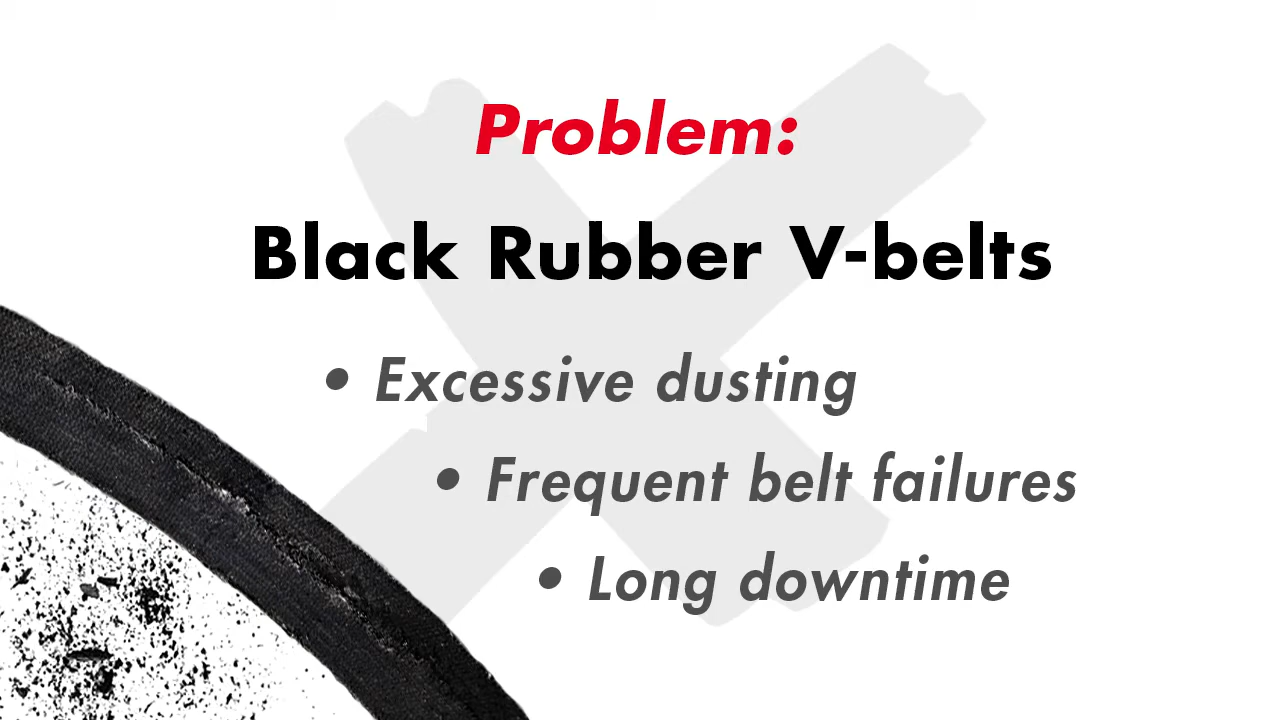 Problem:
Black Rubber V-belts
• Excessive dusting
• Frequent belt failures
• Long downtime